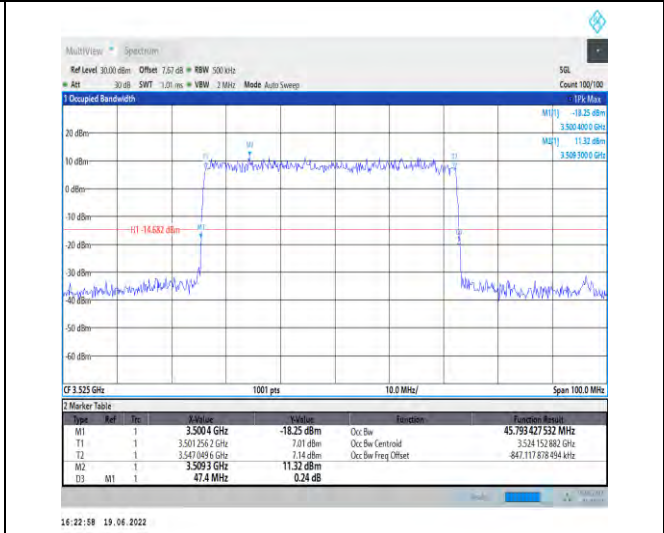 MultiView Spectrum
Ref Level 30.00 dBm Offset 7.57 dB RBW 500 kHz SGL
Att 30 dB SWT 1.01 ms VBW 2 MHz Mode Auto Sweep Count 100/100
1 Occupied Bandwidth 1Pk Max
M1[1] -18.25 dBm
3.500 400 0 GHz
M2[1] 11.32 dBm
3.509 300 0 GHz
20 dBm
M2
10 dBm
0 dBm
-10 dBm
H1 -14.682 dBm M1
-20 dBm
-30 dBm
-40 dBm
-50 dBm
-60 dBm
CF 3.525 GHz 1001 pts 10.0 MHz/ Span 100.0 MHz
2 Marker Table
Type Ref Trc X-Value Y-Value Function Function Result
M1 1 3.500 4 GHz -18.25 dBm Occ Bw 45.793 427 532 MHz
T1 1 3.501 256 2 GHz 7.01 dBm Occ Bw Centroid 3.524 152 882 GHz
T2 1 3.547 049 6 GHz 7.14 dBm Occ Bw Freq Offset -847.117 878 494 kHz
M2 1 3.509 3 GHz 11.32 dBm
D3 M1 1 47.4 MHz 0.24 dB
16:22:58 19.06.2022